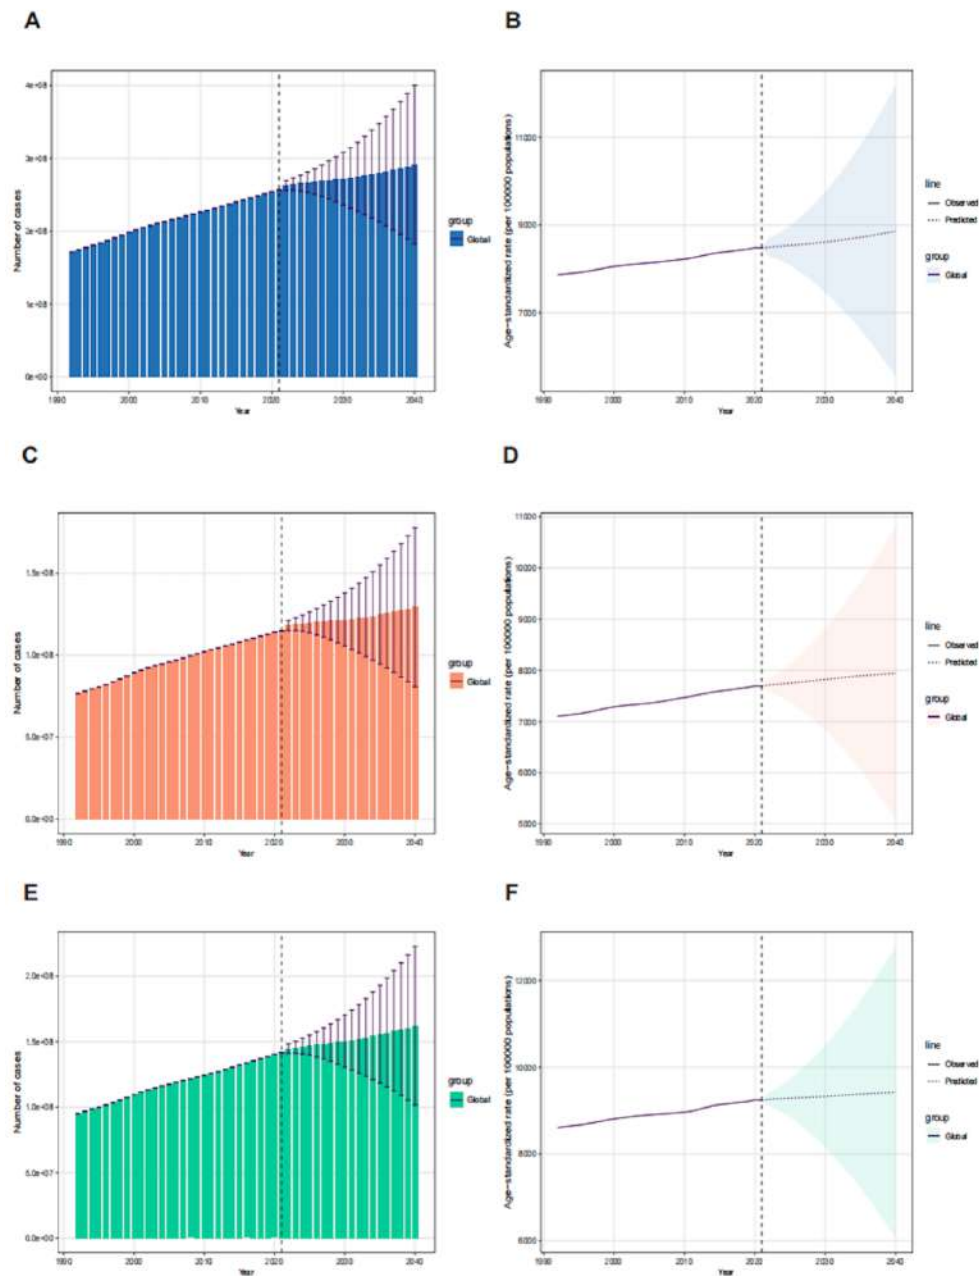 A
Number of cases
4e+08
3e+08
2e+08
1e+08
0e+00
1990 2000 2010 2020 2030 2040
Year
group
Global
B
Age-standardized rate (per 100000 populations)
11000
9000
7000
1990 2000 2010 2020 2030 2040
Year
line
Observed
Predicted
group
Global
C
Number of cases
1.5e+08
1.0e+08
5.0e+07
0.0e+00
1990 2000 2010 2020 2030 2040
Year
group
Global
D
Age-standardized rate (per 100000 populations)
11000
10000
9000
8000
7000
6000
5000
1990 2000 2010 2020 2030 2040
Year
line
Observed
Predicted
group
Global
E
Number of cases
2.0e+08
1.5e+08
1.0e+08
5.0e+07
0.0e+00
1990 2000 2010 2020 2030 2040
Year
group
Global
F
Age-standardized rate (per 100000 populations)
12000
10000
8000
6000
1990 2000 2010 2020 2030 2040
Year
line
Observed
Predicted
group
Global